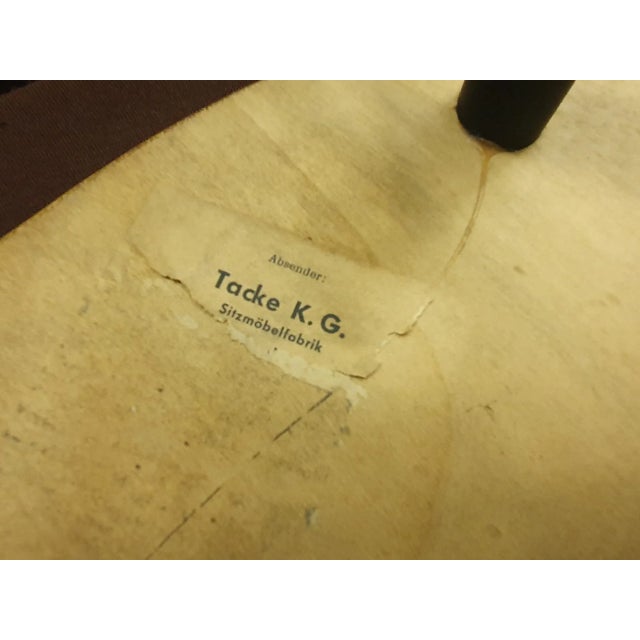 Absender:
Tacke K. G.
Sitzmöbelfabrik